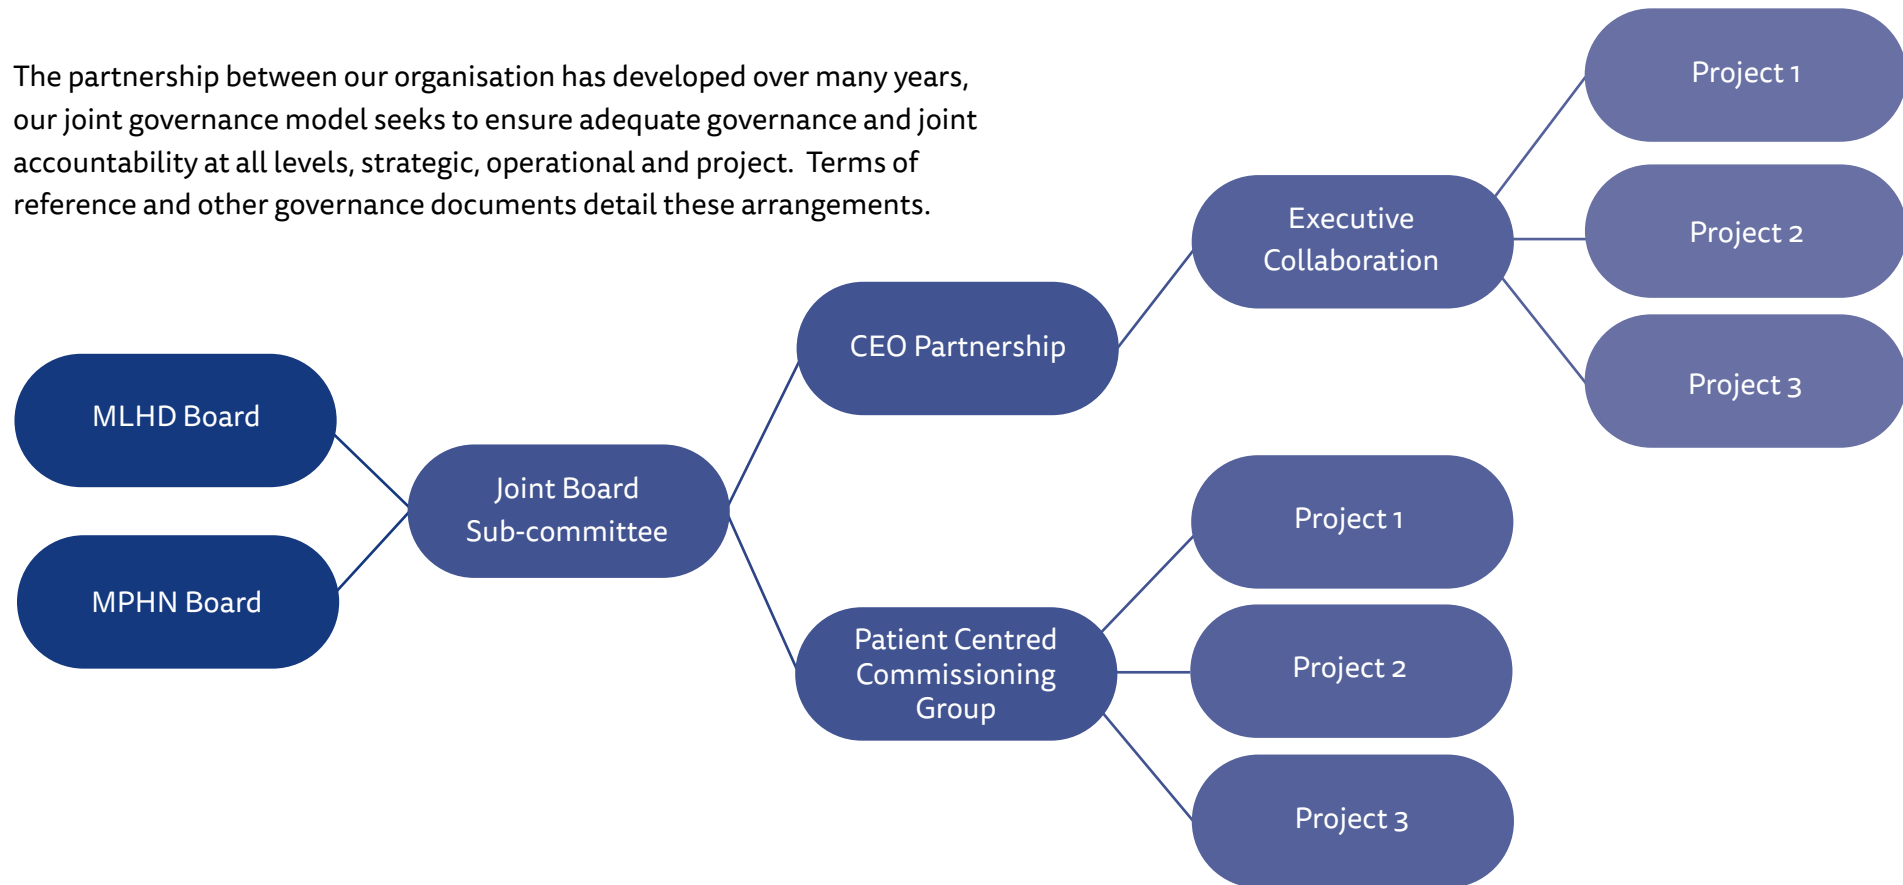 The partnership between our organisation has developed over many years,
our joint governance model seeks to ensure adequate governance and joint
accountability at all levels, strategic, operational and project.  Terms of
reference and other governance documents detail these arrangements.
MLHD Board
MPHN Board
Joint Board
Sub-committee
CEO Partnership
Executive
Collaboration
Project 1
Project 2
Project 3
Patient Centred
Commissioning
Group
Project 1
Project 2
Project 3